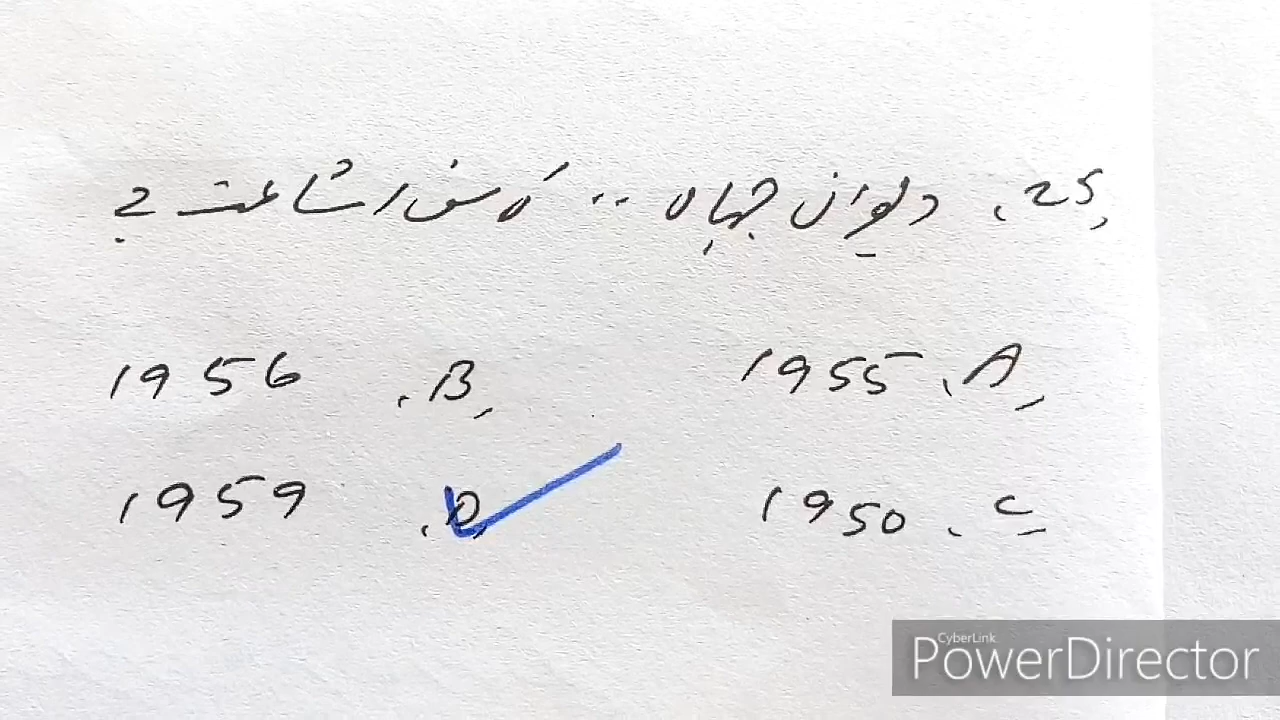 25. دیوان جہاں .. کا سنِ اشاعت ہے
A. 1955 B. 1956
C. 1950 D. 1959
CyberLink
PowerDirector